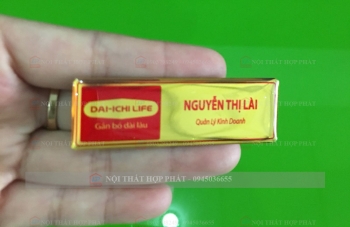 DAI-ICHI LIFE
Gắn bó dài lâu
NGUYỄN THỊ LÀI
Quản Lý Kinh Doanh
NỘI THẤT HỢP PHÁT - 0945036655